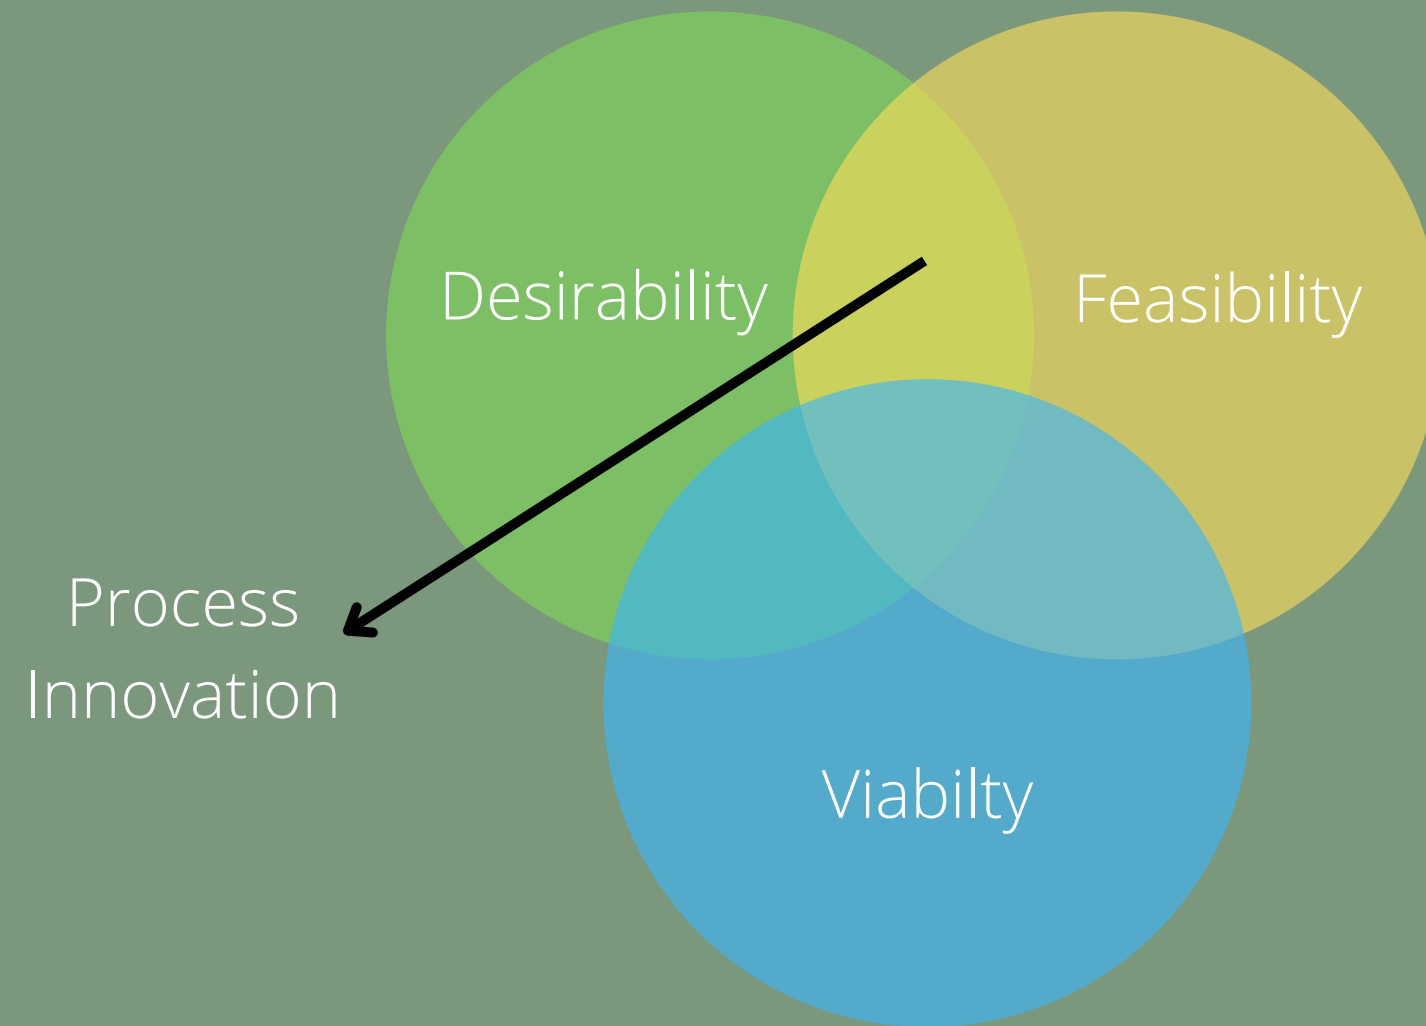 Desirability
Feasibility
Process
Innovation
Viabilty